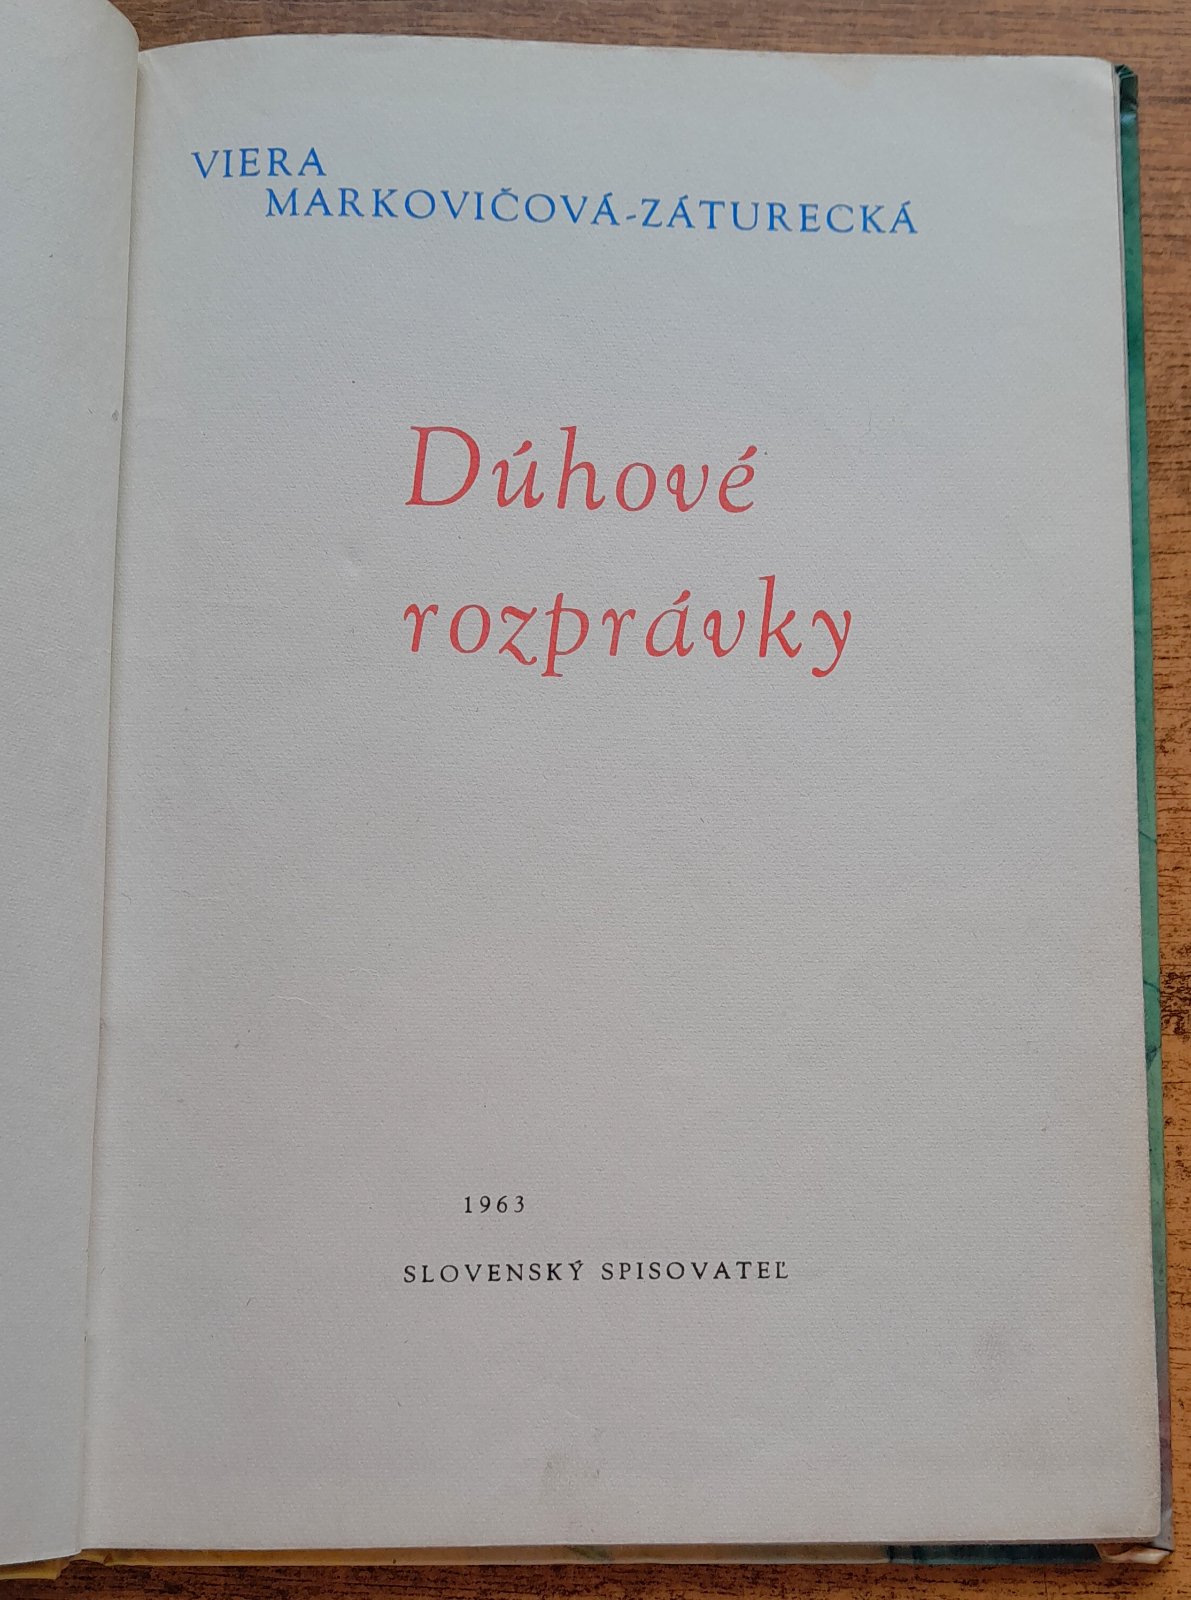 VIERA
MARKOVIČOVÁ-ZÁTURECKÁ
Dúhové
rozprávky
1963
SLOVENSKÝ SPISOVATEĽ